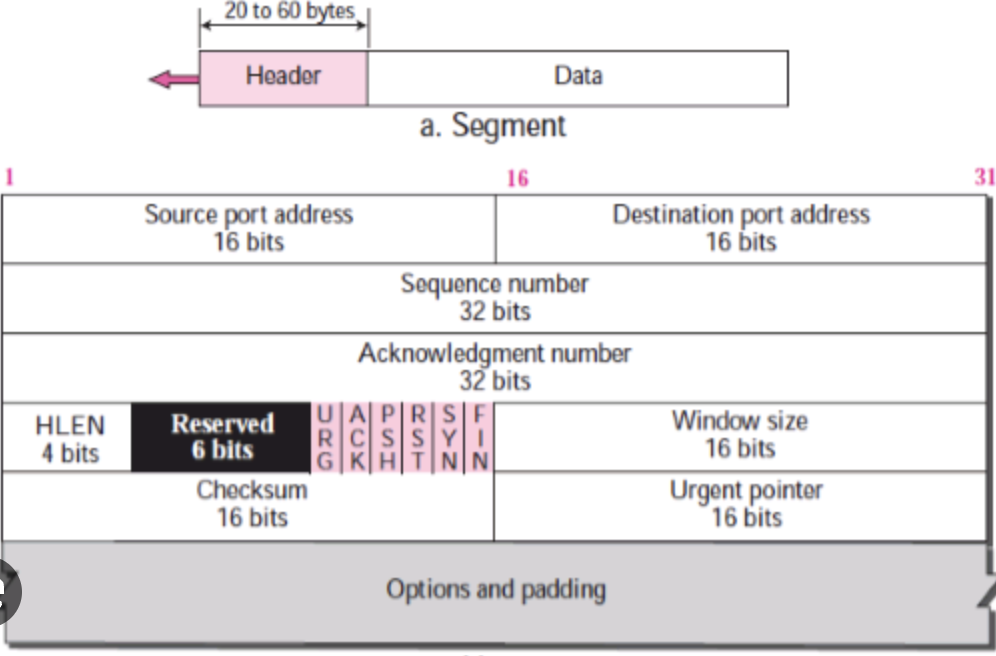 20 to 60 bytes
Header Data
a. Segment
1 16 31
Source port address Destination port address
16 bits 16 bits
Sequence number
32 bits
Acknowledgment number
32 bits
HLEN Reserved URG ACK PSH RST SYN FIN Window size
4 bits 6 bits 16 bits
Checksum Urgent pointer
16 bits 16 bits
Options and padding